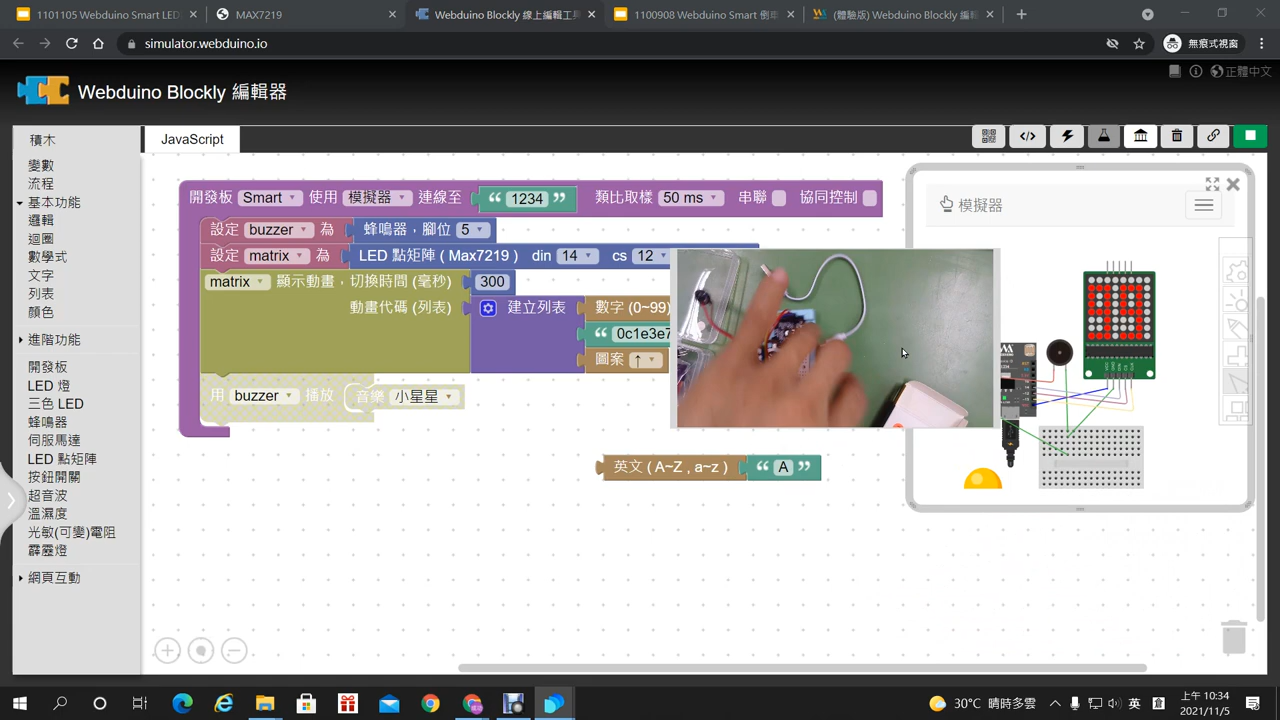 1101105 Webduino Smart LED
MAX7219
Webduino Blockly 線上編輯工具
1100908 Webduino Smart 倒車
(體驗版) Webduino Blockly 編輯
simulator.webduino.io
無痕式視窗
Webduino Blockly 編輯器
正體中文
積木
JavaScript
變數
流程
基本功能
邏輯
迴圈
數學式
文字
列表
顏色
進階功能
開發板
LED 燈
三色 LED
蜂鳴器
伺服馬達
LED 點矩陣
按鈕開關
超音波
溫濕度
光敏(可變)電阻
霹靂燈
網頁互動
開發板 Smart 使用 模擬器 連線至 “ 1234 ” 類比取樣 50 ms 串聯 協同控制
設定 buzzer 為 蜂鳴器，腳位 5
設定 matrix 為 LED 點矩陣 ( Max7219 ) din 14 cs 12
matrix 顯示動畫，切換時間 (毫秒) 300
動畫代碼 (列表) 建立列表 數字 (0~99)
“ 0c1e3e7
圖案 ↑
用 buzzer 播放 音樂 小星星
英文 ( A~Z , a~z ) “ A ”
模擬器
30°C 晴時多雲
英
上午 10:34
2021/11/5